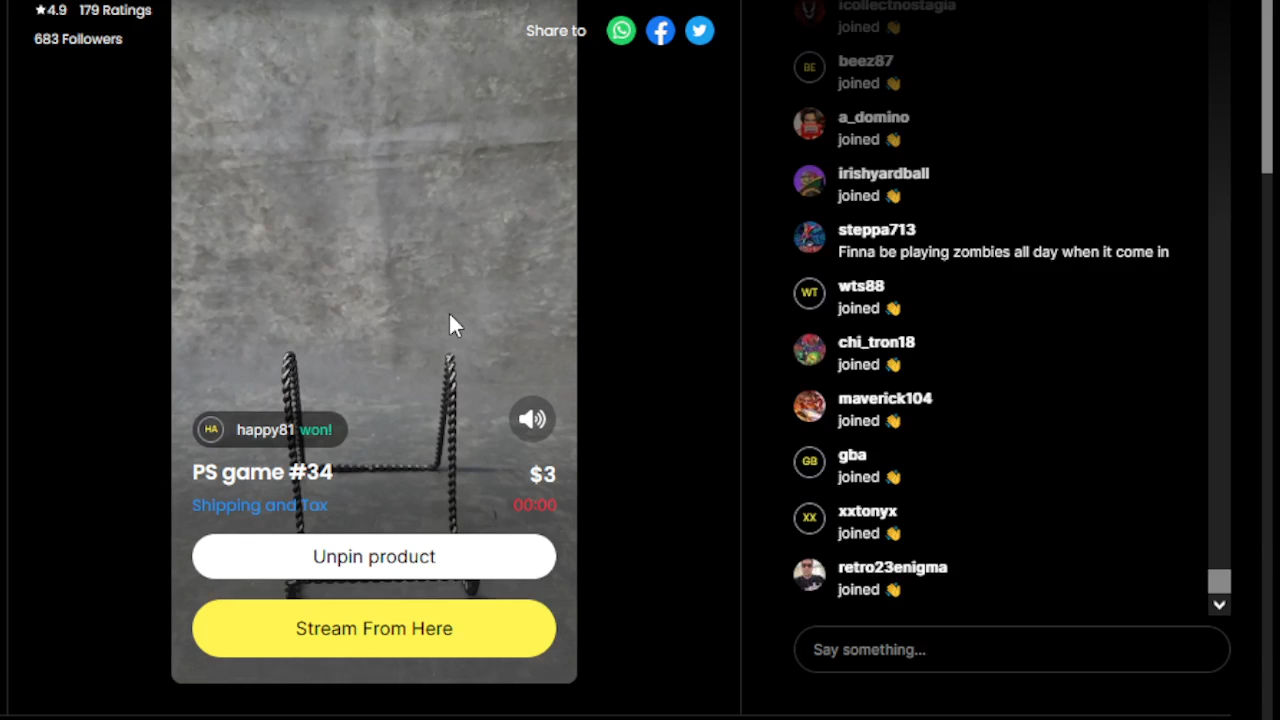 ★4.9 179 Ratings
683 Followers
Share to
HA happy81 won!
PS game #34 $3
Shipping and Tax 00:06
Unpin product
Stream From Here
icollectnostagia
joined 👋
BE beez87
joined 👋
a_domino
joined 👋
irishyardball
joined 👋
steppa713
Finna be playing zombies all day when it come in
WT wts88
joined 👋
chi_tron18
joined 👋
maverick104
joined 👋
GB gba
joined 👋
XX xxtonyx
joined 👋
retro23enigma
joined 👋
Say something...